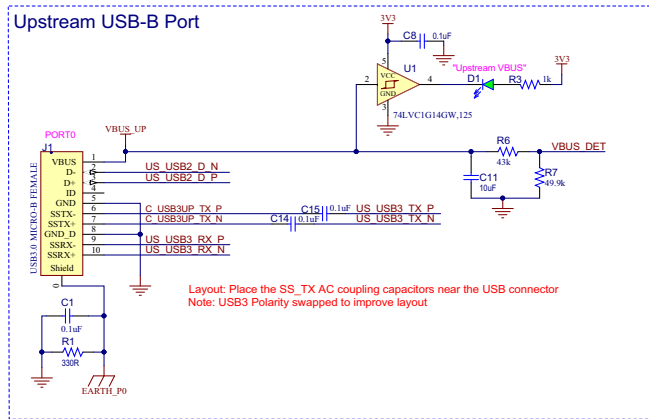 Upstream USB-B Port
3V3
C8
0.1uF
5
U1
VCC
GND
2
4
3
74LVC1G14GW,125
"Upstream VBUS"
D1
R3
1k
3V3
PORT0
J1
VBUS_UP
USB3.0 MICRO-B FEMALE
VBUS 1
D- 2 US_USB2_D_N
D+ 3 US_USB2_D_P
ID 4
GND 5
SSTX- 6 C_USB3UP_TX_P C15 0.1uF US_USB3_TX_P
SSTX+ 7 C_USB3UP_TX_N C14 0.1uF US_USB3_TX_N
GND_D 8
SSRX- 9 US_USB3_RX_P
SSRX+ 10 US_USB3_RX_N
Shield
0
R6
43k
VBUS_DET
C11
10uF
R7
49.9k
Layout: Place the SS_TX AC coupling capacitors near the USB connector
Note: USB3 Polarity swapped to improve layout
C1
0.1uF
R1
330R
EARTH_P0